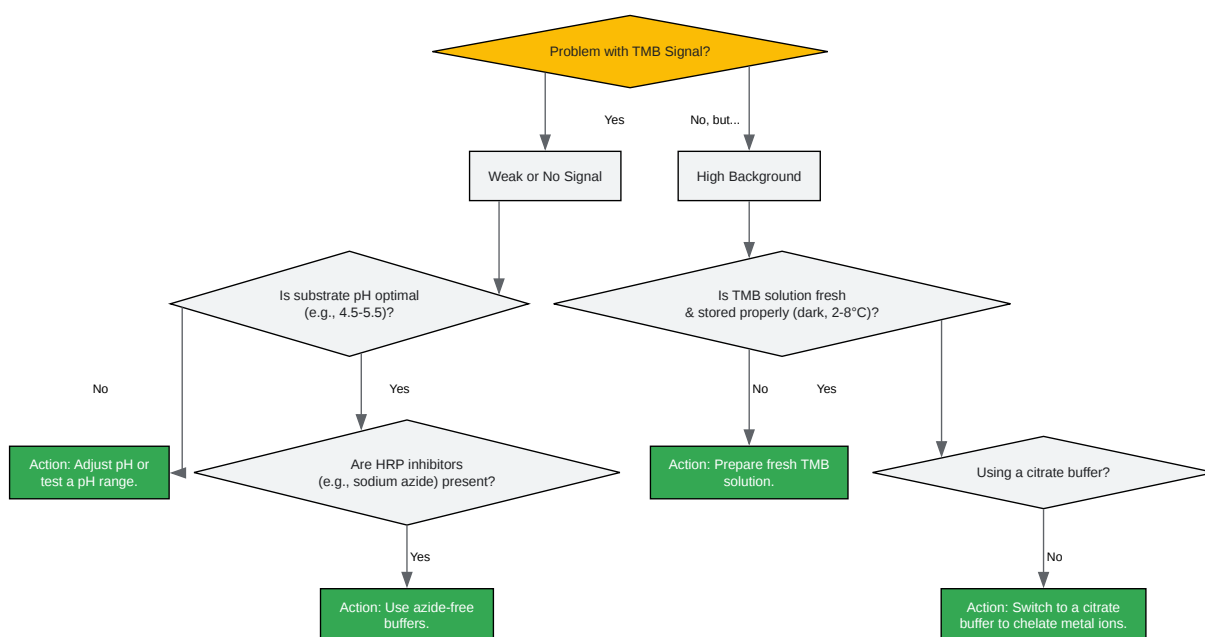 Problem with TMB Signal?
Yes
No, but...
Weak or No Signal
High Background
Is substrate pH optimal
(e.g., 4.5-5.5)?
Is TMB solution fresh
& stored properly (dark, 2-8°C)?
No
Yes
No
Yes
Action: Adjust pH or
test a pH range.
Are HRP inhibitors
(e.g., sodium azide) present?
Action: Prepare fresh TMB
solution.
Using a citrate buffer?
Yes
No
Action: Use azide-free
buffers.
Action: Switch to a citrate
buffer to chelate metal ions.